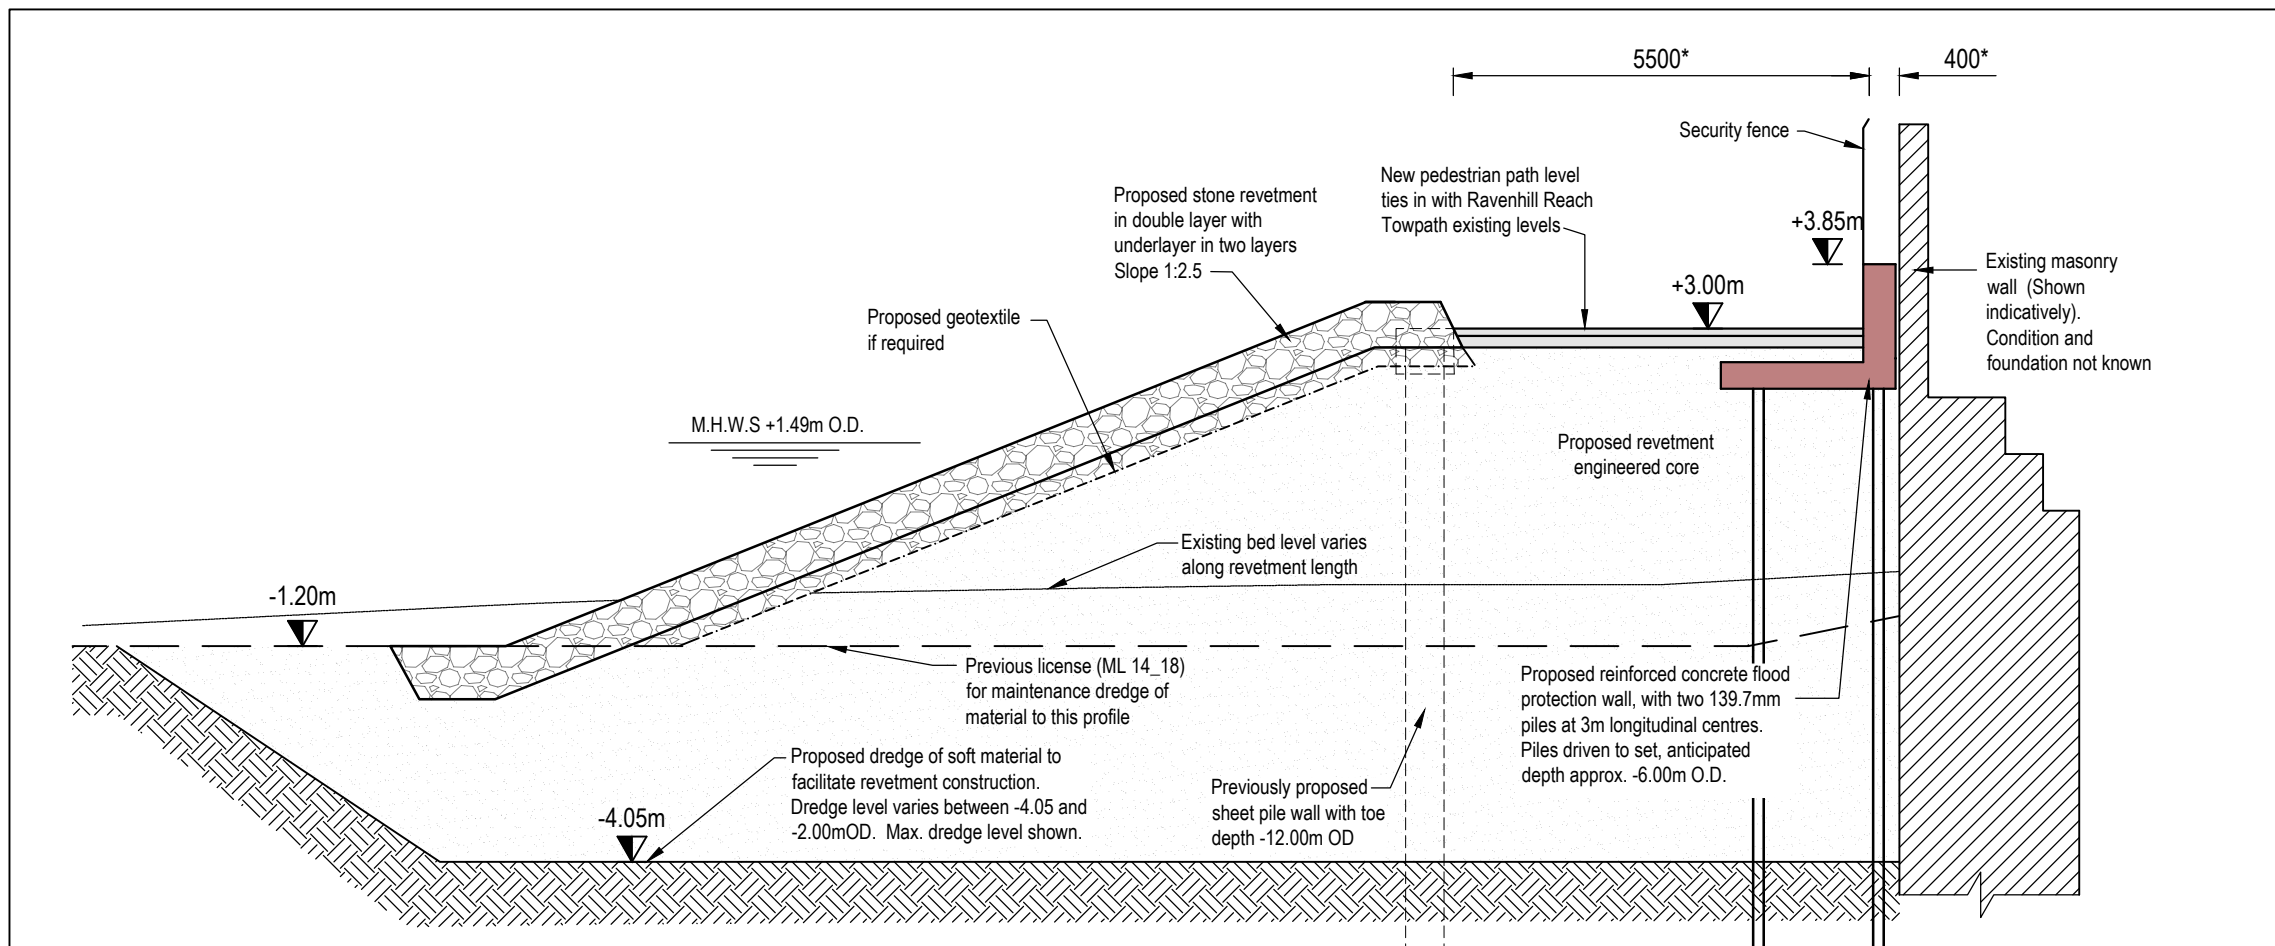 5500*
400*
Security fence
New pedestrian path level
ties in with Ravenhill Reach
Towpath existing levels
Proposed stone revetment
in double layer with
underlayer in two layers
Slope 1:2.5
+3.85m
Existing masonry
wall (Shown
indicatively).
Condition and
foundation not known
+3.00m
Proposed geotextile
if required
M.H.W.S +1.49m O.D.
Proposed revetment
engineered core
Existing bed level varies
along revetment length
-1.20m
Previous license (ML 14_18)
for maintenance dredge of
material to this profile
Proposed reinforced concrete flood
protection wall, with two 139.7mm
piles at 3m longitudinal centres.
Piles driven to set, anticipated
depth approx. -6.00m O.D.
Proposed dredge of soft material to
facilitate revetment construction.
Dredge level varies between -4.05 and
-2.00mOD. Max. dredge level shown.
Previously proposed
sheet pile wall with toe
depth -12.00m OD
-4.05m